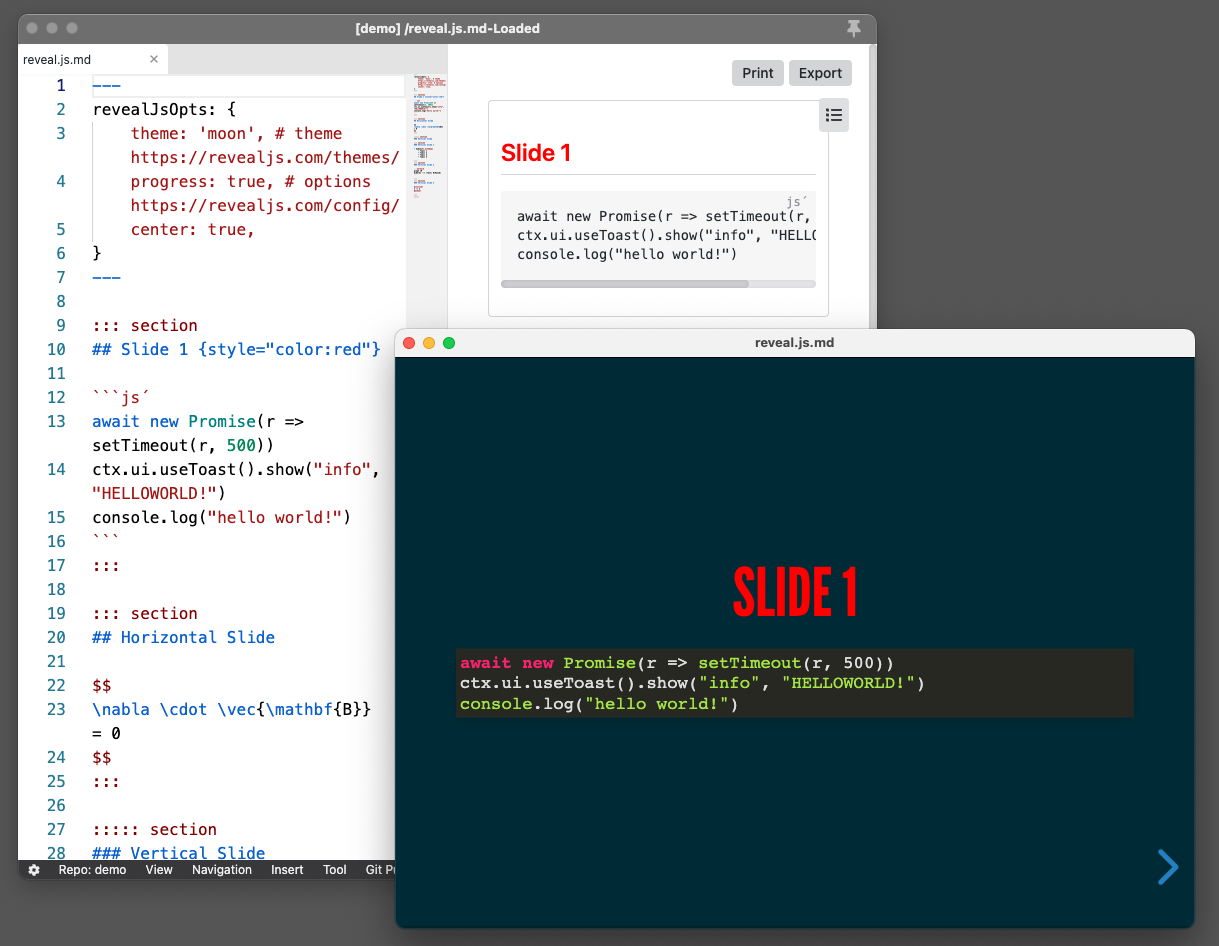 [demo] /reveal.js.md-Loaded
reveal.js.md
1 ---
2 revealJsOpts: {
3 theme: 'moon', # theme
https://revealjs.com/themes/
4 progress: true, # options
https://revealjs.com/config/
5 center: true,
6 }
7 ---
8
9 ::: section
10 ## Slide 1 {style="color:red"}
11
12 ```js´
13 await new Promise(r =>
setTimeout(r, 500))
14 ctx.ui.useToast().show("info",
"HELLOWORLD!")
15 console.log("hello world!")
16 ```
17 :::
18
19 ::: section
20 ## Horizontal Slide
21
22 $$
23 \nabla \cdot \vec{\mathbf{B}}
= 0
24 $$
25 :::
26
27 ::::: section
28 ### Vertical Slide
Repo: demo View Navigation Insert Tool Git
Print Export
Slide 1
js´
await new Promise(r => setTimeout(r,
ctx.ui.useToast().show("info", "HELLO
console.log("hello world!")
reveal.js.md
SLIDE 1
await new Promise(r => setTimeout(r, 500))
ctx.ui.useToast().show("info", "HELLOWORLD!")
console.log("hello world!")